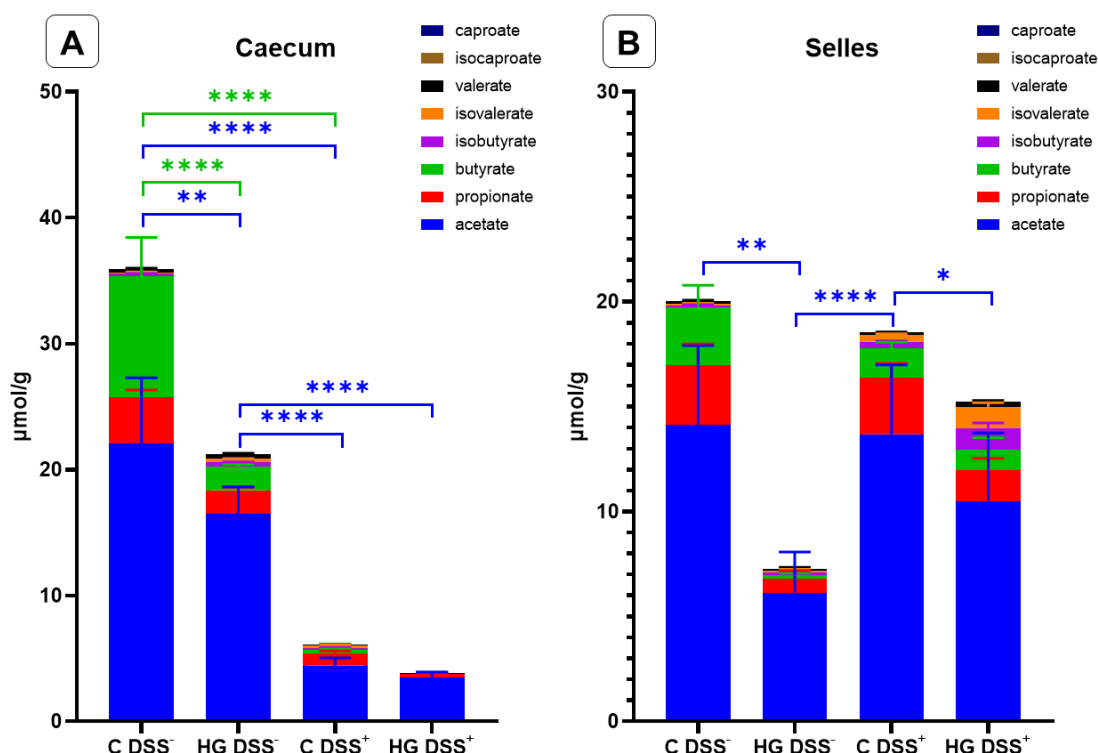 A
Caecum
caproate
isocaproate
valerate
isovalerate
isobutyrate
butyrate
propionate
acetate
50
40
30
20
10
0
µmol/g
****
****
****
**
****
****
C DSS⁻
HG DSS⁻
C DSS⁺
HG DSS⁺
B
Selles
caproate
isocaproate
valerate
isovalerate
isobutyrate
butyrate
propionate
acetate
30
20
10
0
µmol/g
**
****
*
C DSS⁻
HG DSS⁻
C DSS⁺
HG DSS⁺